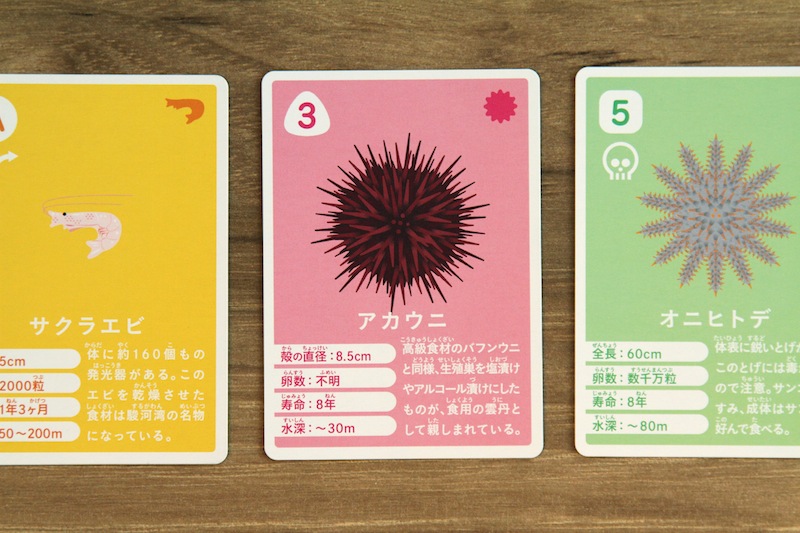 サクラエビ
5cm
2000粒
1年3ヶ月
50〜200m
体に約160個もの
発光器がある。この
エビを乾燥させた
食材は駿河湾の名物
になっている。
3
アカウニ
殻の直径：8.5cm
卵数：不明
寿命：8年
水深：〜30m
高級食材のバフンウニ
と同様、生殖巣を塩漬け
やアルコール漬けにした
ものが、食用の雲丹と
して親しまれている。
5
オニヒトデ
全長：60cm
卵数：数千万粒
寿命：8年
水深：〜80m
体表に鋭いとげが
このとげには毒
ので注意。サン
すみ、成体はサ
好んで食べる。